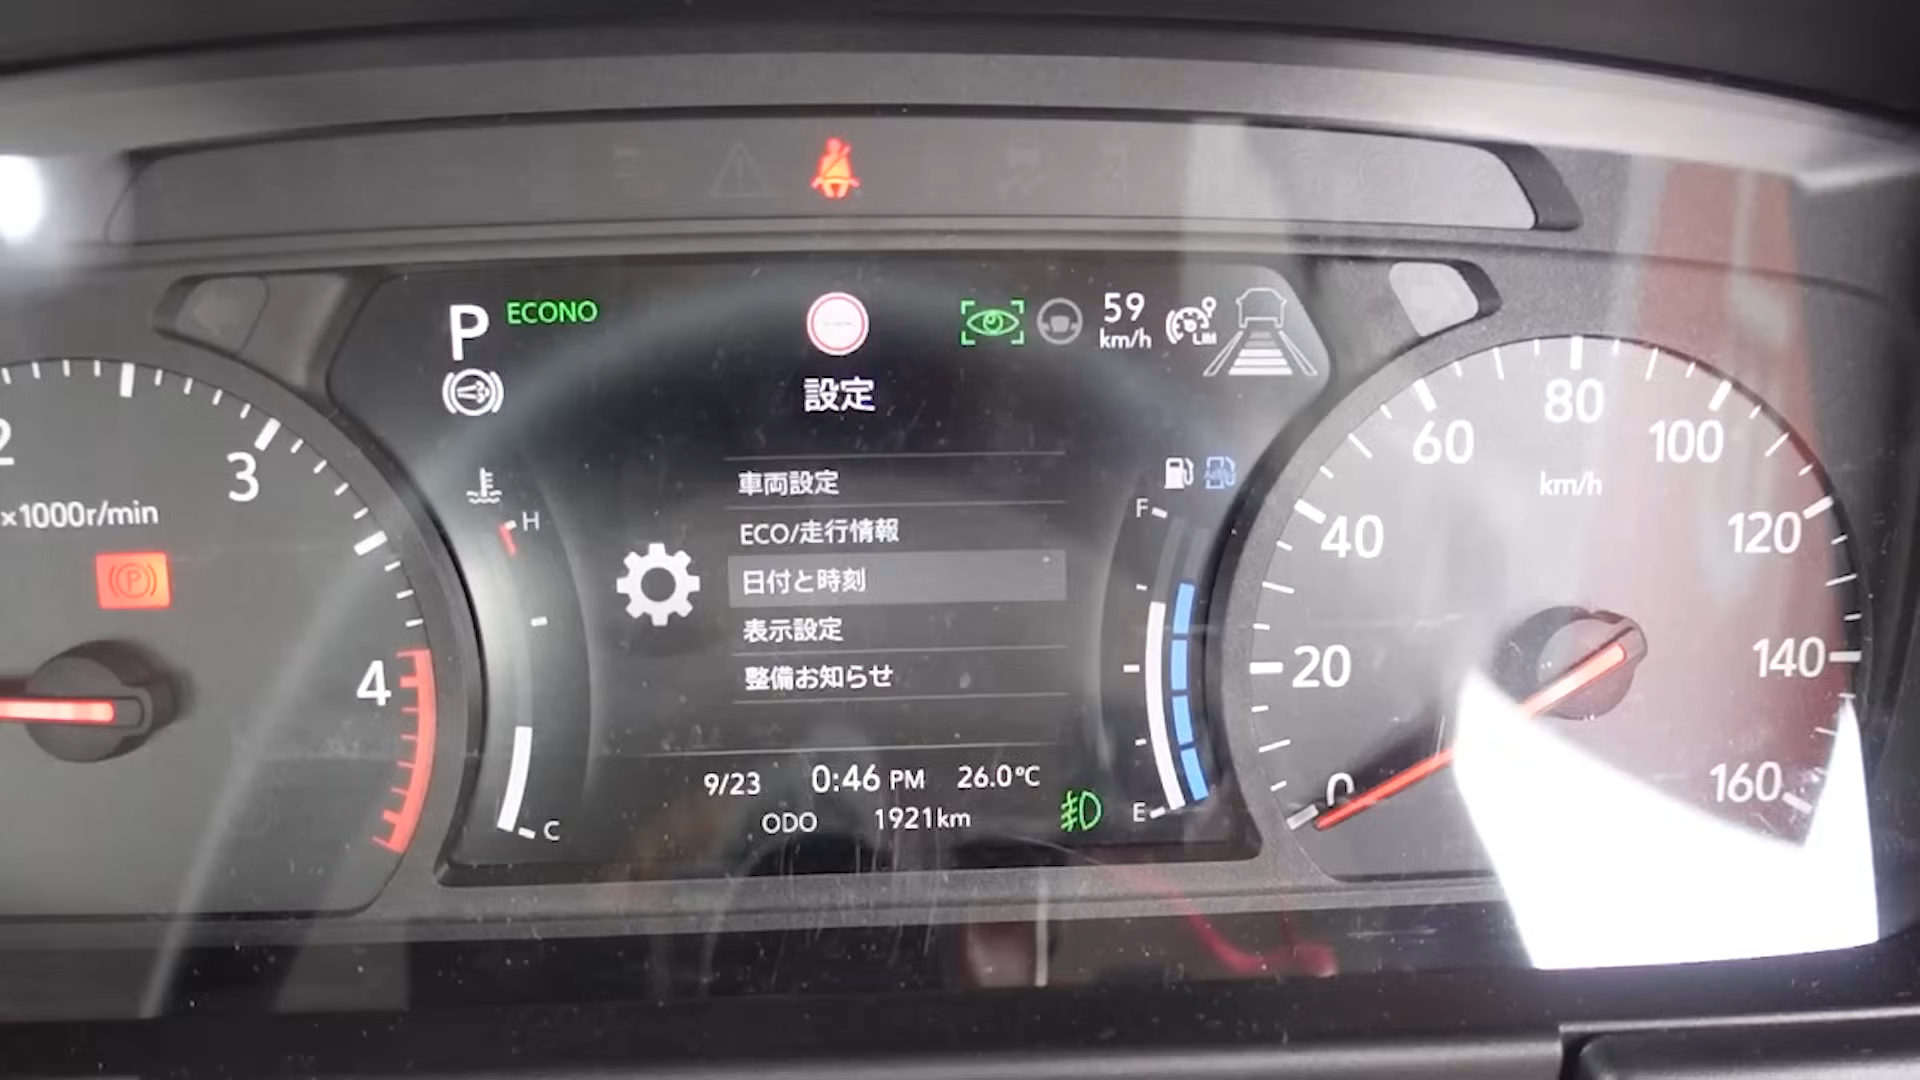 P ECONO
59
km/h
LIM
設定
車両設定
ECO/走行情報
日付と時刻
表示設定
整備お知らせ
9/23 0:46 PM 26.0℃
ODO 1921km
H
C
F
E
2
3
4
×1000r/min
P
0
20
40
60
80
100
120
140
160
km/h